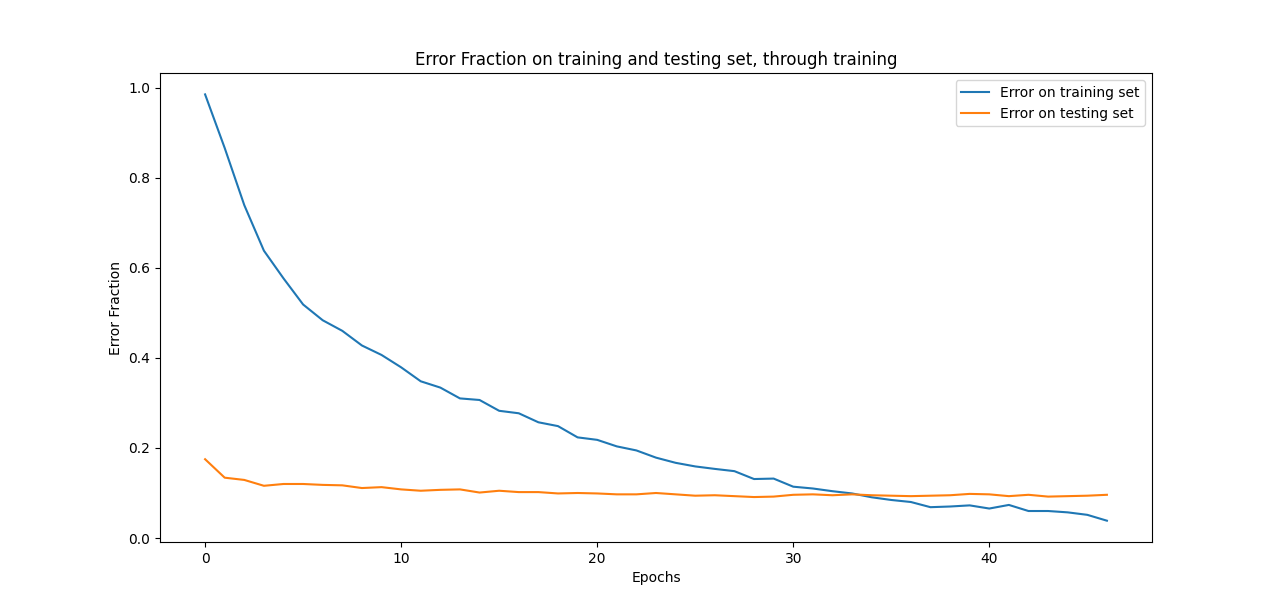 Error Fraction on training and testing set, through training
Error on training set
Error on testing set
1.0
0.8
0.6
0.4
0.2
0.0
Error Fraction
0 10 20 30 40
Epochs